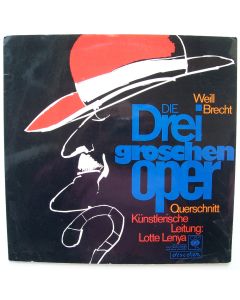 Weill
Brecht
DIE
Drei
groschen
oper
Querschnitt
Künstlerische
Leitung:
Lotte Lenya